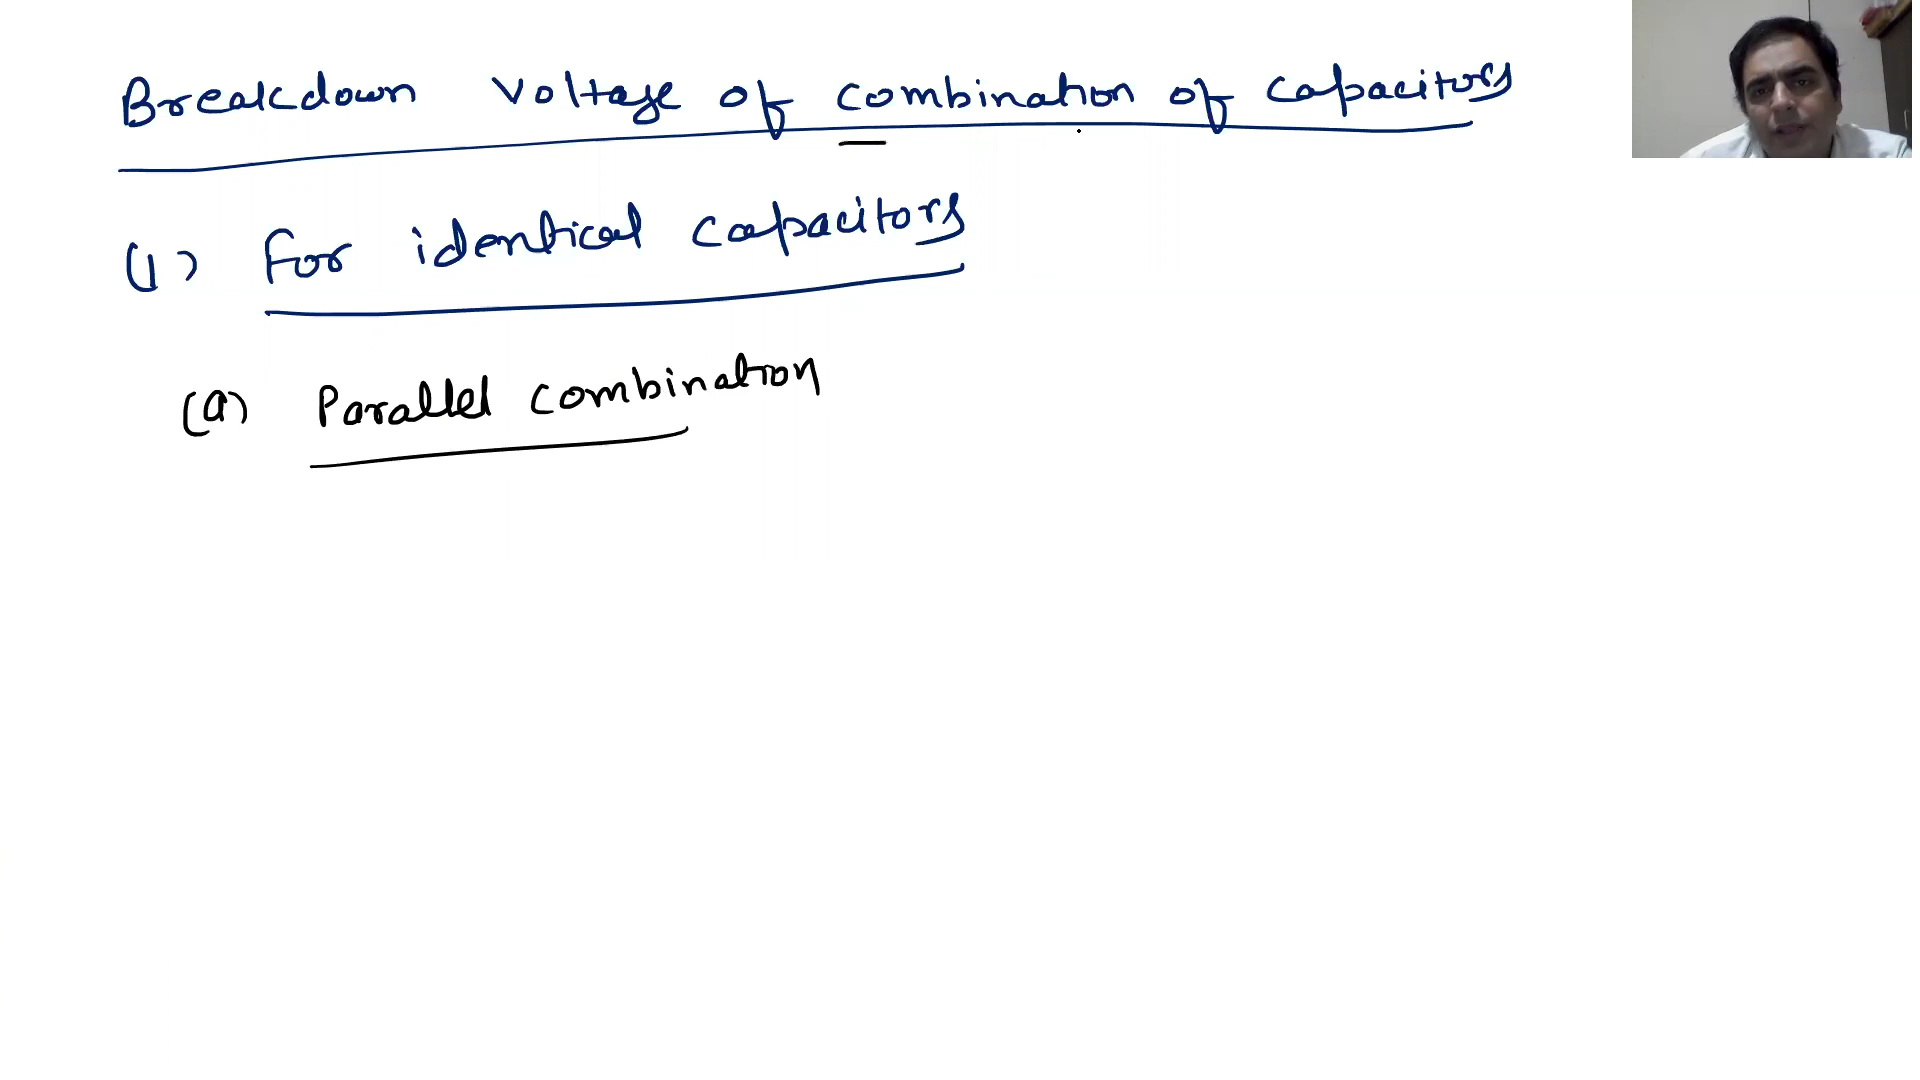 Breakdown Voltage of combination of capacitors
(1) For identical capacitors
(a) Parallel combination